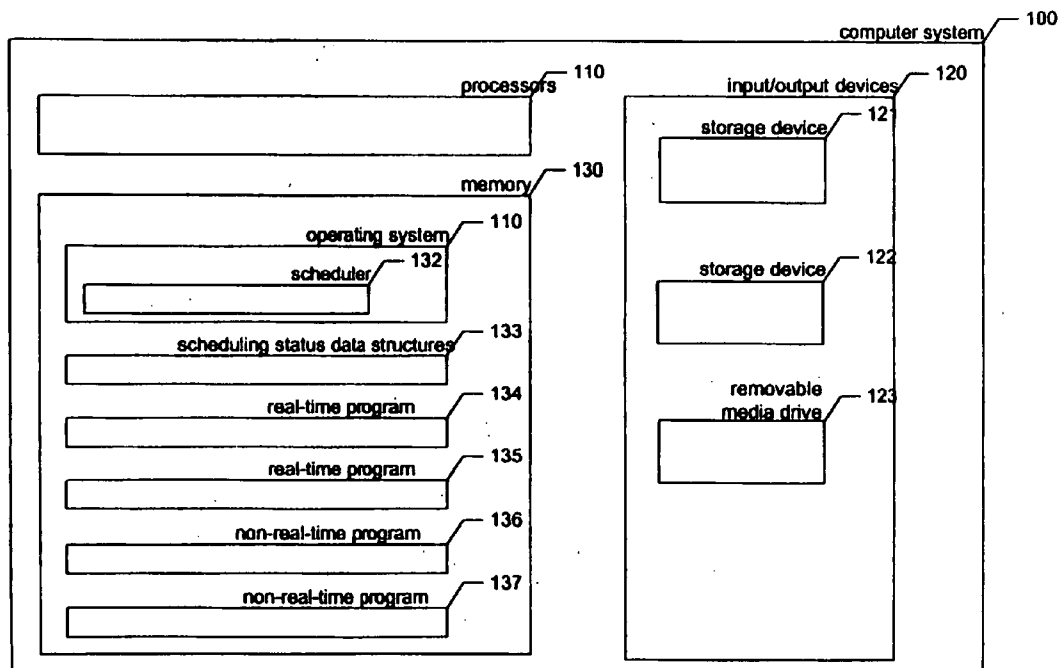 100
computer system
110
processors
120
input/output devices
121
storage device
130
memory
110
operating system
132
scheduler
122
storage device
133
scheduling status data structures
134
real-time program
removable
media drive
123
135
real-time program
136
non-real-time program
137
non-real-time program